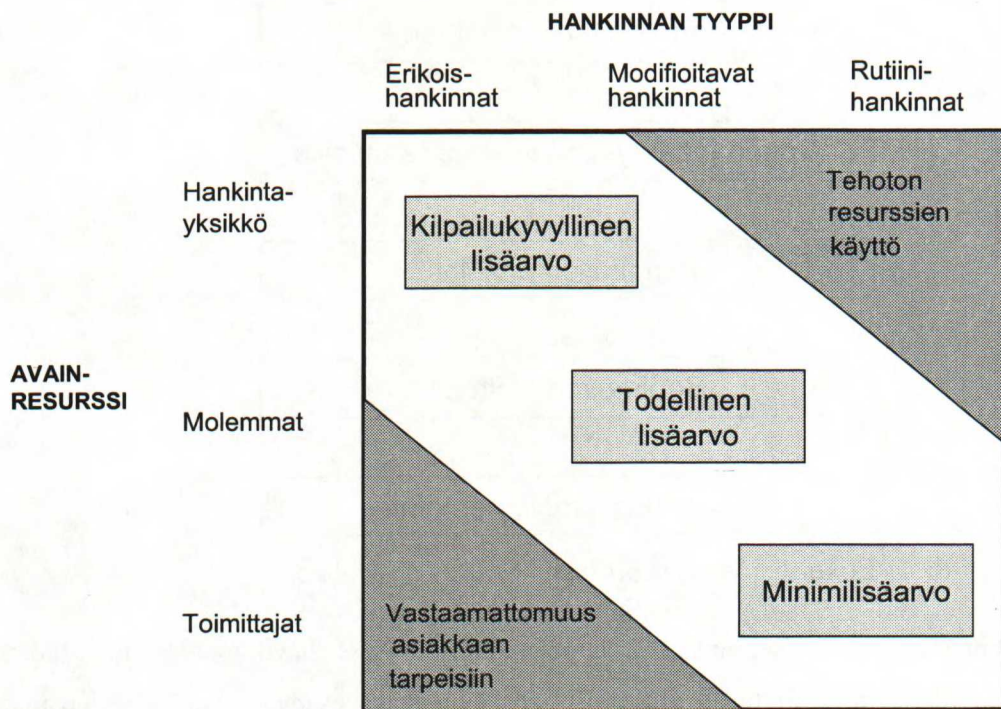 HANKINNAN TYYPPI
Erikois-
hankinnat
Modifioitavat
hankinnat
Rutiini-
hankinnat
Hankinta-
yksikkö
Kilpailukyvyllinen
lisäarvo
Tehoton
resurssien
käyttö
AVAIN-
RESURSSI
Molemmat
Todellinen
lisäarvo
Toimittajat
Vastaamattomuus
asiakkaan
tarpeisiin
Minimilisäarvo